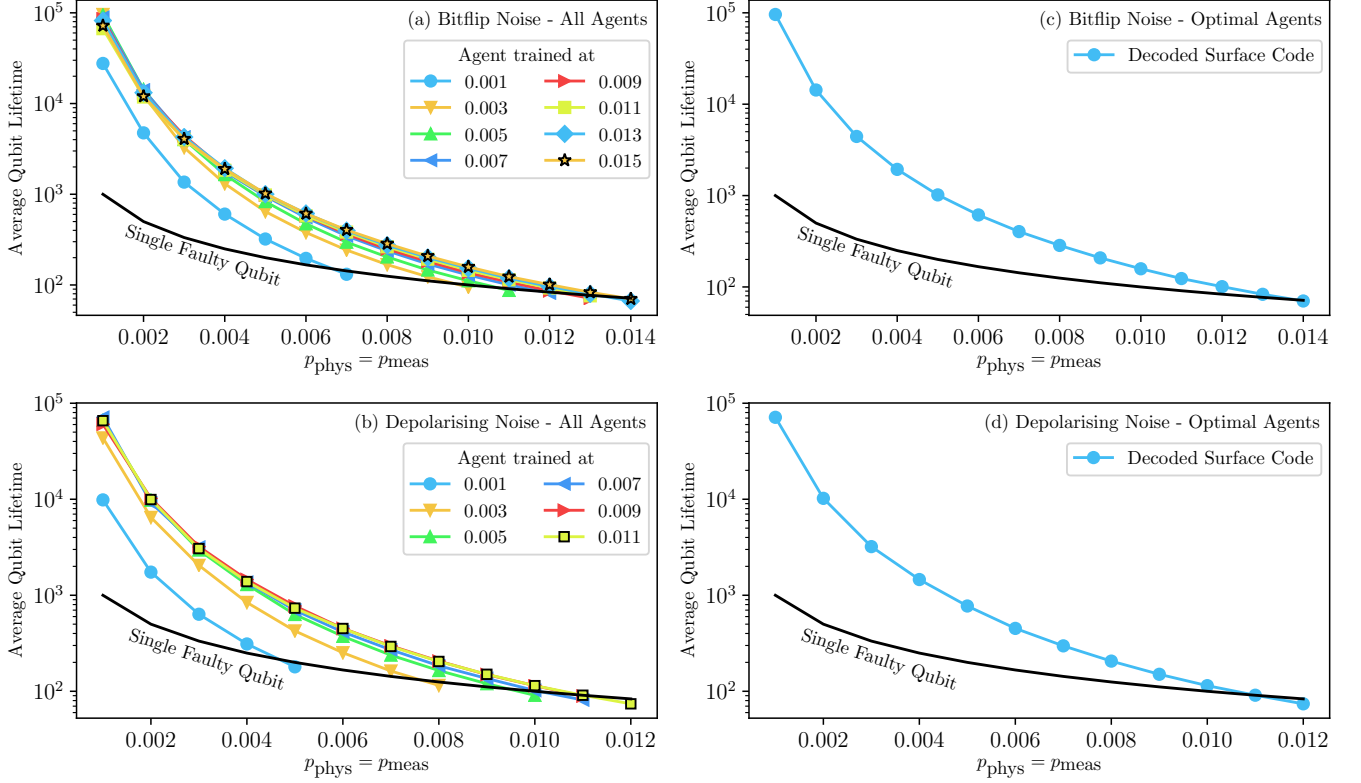 (a) Bitflip Noise - All Agents
Agent trained at
0.001
0.003
0.005
0.007
0.009
0.011
0.013
0.015
Single Faulty Qubit
Average Qubit Lifetime
10^5
10^4
10^3
10^2
0.002
0.004
0.006
0.008
0.010
0.012
0.014
p_phys = p_meas
(c) Bitflip Noise - Optimal Agents
Decoded Surface Code
Single Faulty Qubit
Average Qubit Lifetime
10^5
10^4
10^3
10^2
0.002
0.004
0.006
0.008
0.010
0.012
0.014
p_phys = p_meas
(b) Depolarising Noise - All Agents
Agent trained at
0.001
0.003
0.005
0.007
0.009
0.011
Single Faulty Qubit
Average Qubit Lifetime
10^5
10^4
10^3
10^2
0.002
0.004
0.006
0.008
0.010
0.012
p_phys = p_meas
(d) Depolarising Noise - Optimal Agents
Decoded Surface Code
Single Faulty Qubit
Average Qubit Lifetime
10^5
10^4
10^3
10^2
0.002
0.004
0.006
0.008
0.010
0.012
p_phys = p_meas